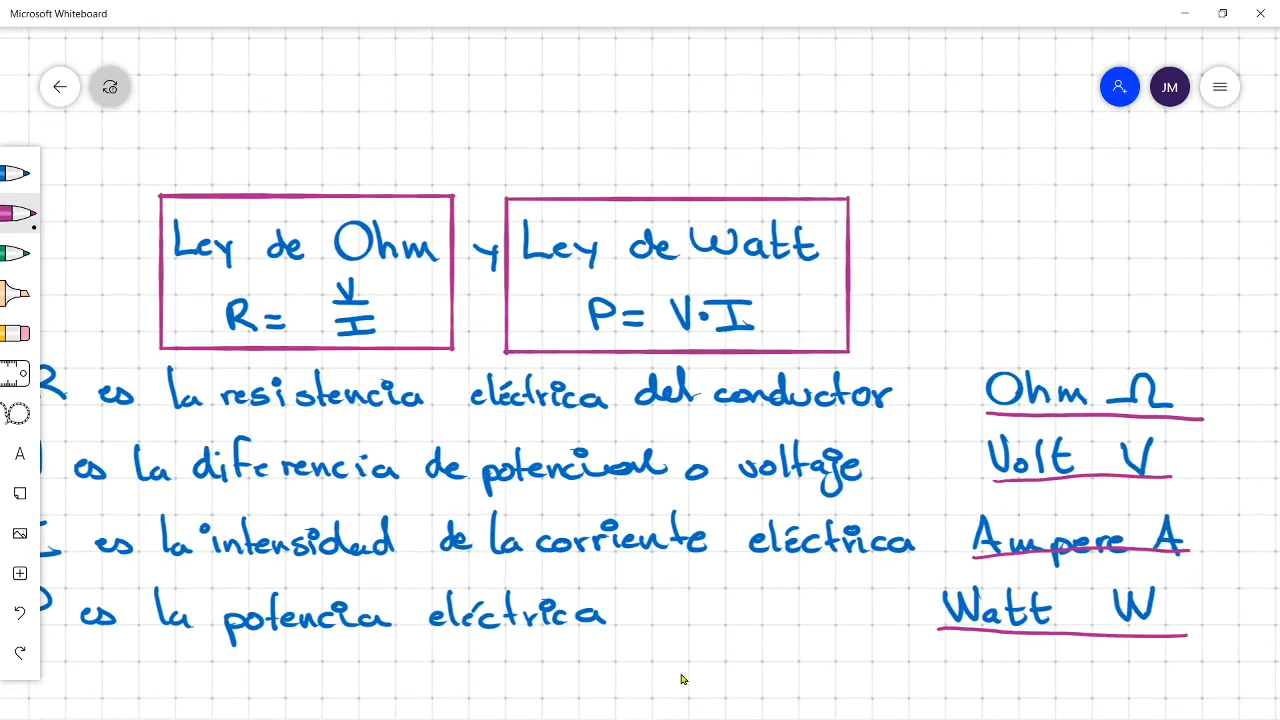 Microsoft Whiteboard
JM
Ley de Ohm y Ley de Watt
R = V/I P = V·I
R es la resistencia eléctrica del conductor Ohm Ω
es la diferencia de potencial o voltaje Volt V
I es la intensidad de la corriente eléctrica Ampere A
P es la potencia eléctrica Watt W
A